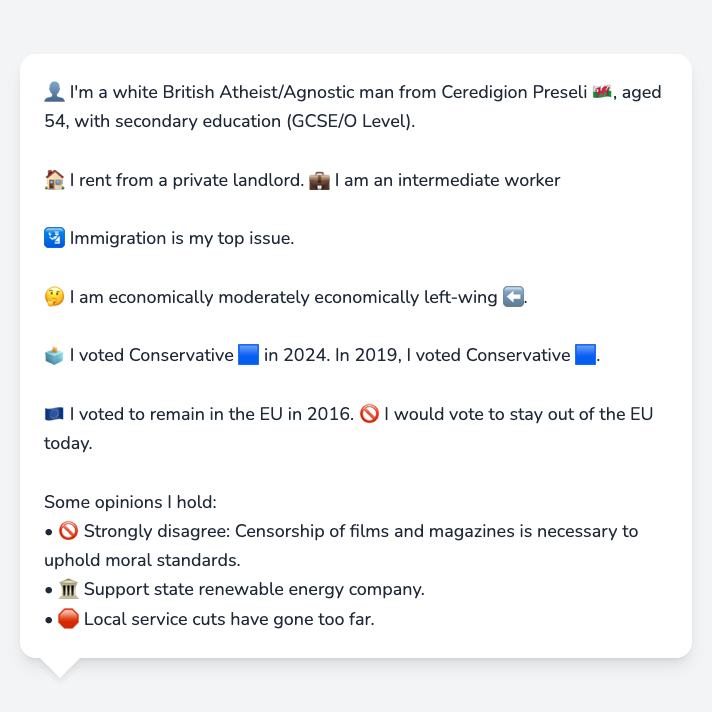 👤 I'm a white British Atheist/Agnostic man from Ceredigion Preseli 🏴󠁧󠁢󠁷󠁬󠁳󠁿, aged
54, with secondary education (GCSE/O Level).
🏠 I rent from a private landlord. 💼 I am an intermediate worker
🛂 Immigration is my top issue.
🤔 I am economically moderately economically left-wing ⬅️.
🗳️ I voted Conservative 🟦 in 2024. In 2019, I voted Conservative 🟦.
🇪🇺 I voted to remain in the EU in 2016. 🚫 I would vote to stay out of the EU
today.
Some opinions I hold:
• 🚫 Strongly disagree: Censorship of films and magazines is necessary to
uphold moral standards.
• 🏛️ Support state renewable energy company.
• 🛑 Local service cuts have gone too far.